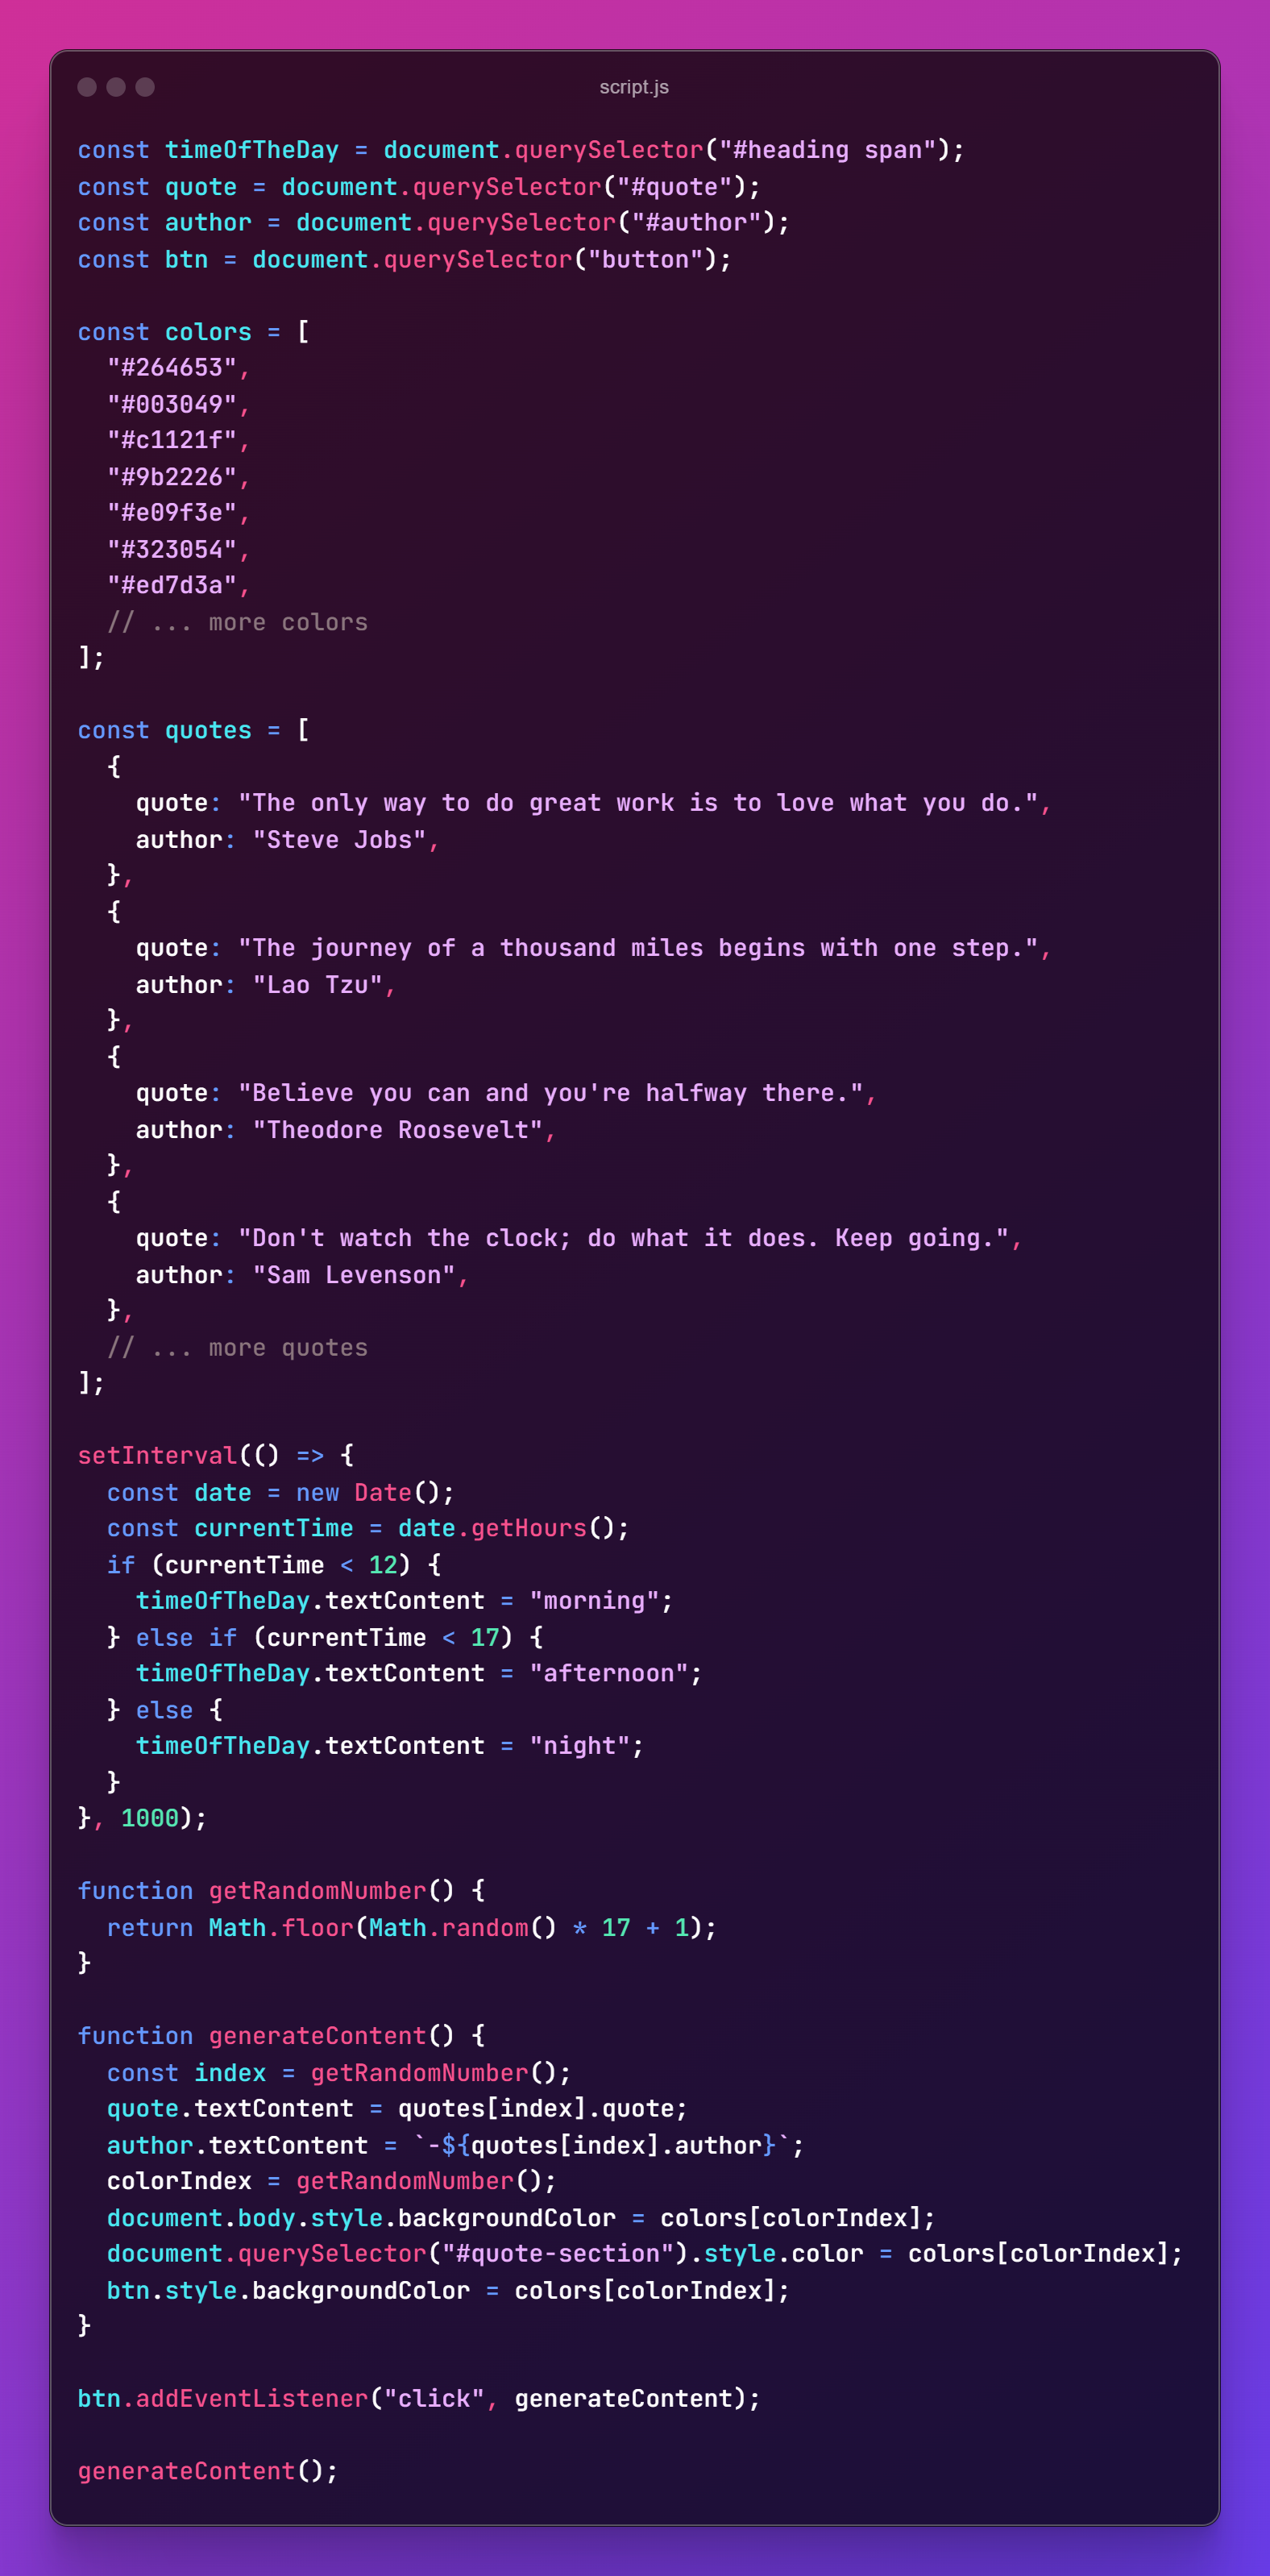 script.js
const timeOfTheDay = document.querySelector("#heading span");
const quote = document.querySelector("#quote");
const author = document.querySelector("#author");
const btn = document.querySelector("button");

const colors = [
  "#264653",
  "#003049",
  "#c1121f",
  "#9b2226",
  "#e09f3e",
  "#323054",
  "#ed7d3a",
  // ... more colors
];

const quotes = [
  {
    quote: "The only way to do great work is to love what you do.",
    author: "Steve Jobs",
  },
  {
    quote: "The journey of a thousand miles begins with one step.",
    author: "Lao Tzu",
  },
  {
    quote: "Believe you can and you're halfway there.",
    author: "Theodore Roosevelt",
  },
  {
    quote: "Don't watch the clock; do what it does. Keep going.",
    author: "Sam Levenson",
  },
  // ... more quotes
];

setInterval(() => {
  const date = new Date();
  const currentTime = date.getHours();
  if (currentTime < 12) {
    timeOfTheDay.textContent = "morning";
  } else if (currentTime < 17) {
    timeOfTheDay.textContent = "afternoon";
  } else {
    timeOfTheDay.textContent = "night";
  }
}, 1000);

function getRandomNumber() {
  return Math.floor(Math.random() * 17 + 1);
}

function generateContent() {
  const index = getRandomNumber();
  quote.textContent = quotes[index].quote;
  author.textContent = `-${quotes[index].author}`;
  colorIndex = getRandomNumber();
  document.body.style.backgroundColor = colors[colorIndex];
  document.querySelector("#quote-section").style.color = colors[colorIndex];
  btn.style.backgroundColor = colors[colorIndex];
}

btn.addEventListener("click", generateContent);

generateContent();